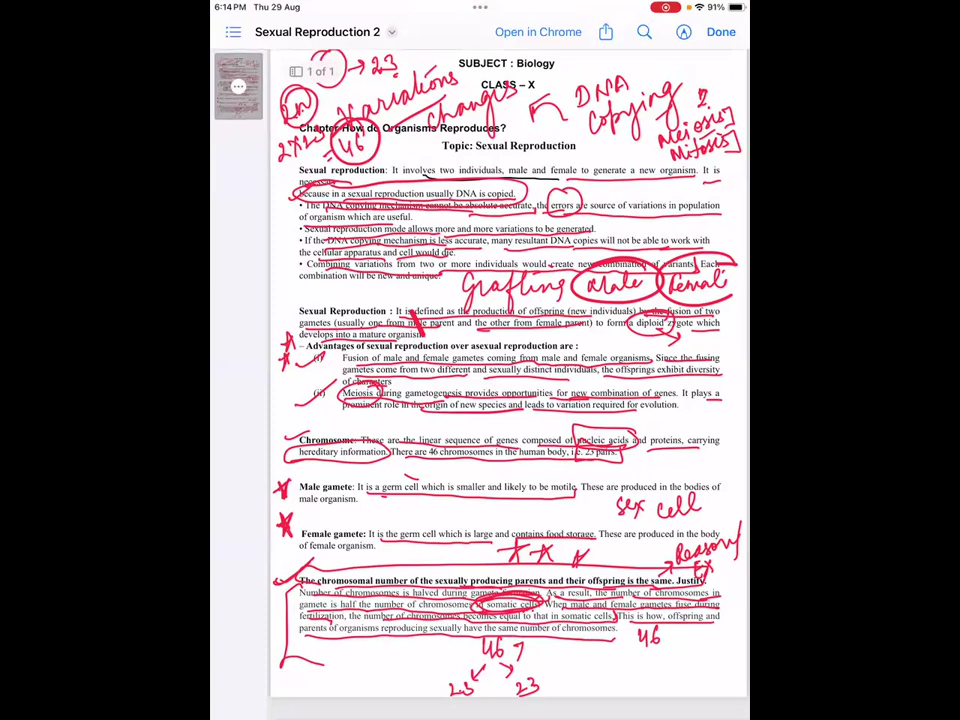 6:14 PM Thu 29 Aug
91%
Sexual Reproduction 2
Open in Chrome
Done
1 of 1
SUBJECT : Biology
CLASS – X
23
2n
Variations
changes
DNA
copying
2
Meiosis
Mitosis
2x23
46
Chapter How do Organisms Reproduces?
Topic: Sexual Reproduction
Sexual reproduction: It involves two individuals, male and female to generate a new organism. It is
necessary
because in a sexual reproduction usually DNA is copied.
• The DNA copying mechanism cannot be absolute accurate, the errors are source of variations in population
of organism which are useful.
• Sexual reproduction mode allows more and more variations to be generated.
• If the DNA copying mechanism is less accurate, many resultant DNA copies will not be able to work with
the cellular apparatus and cell would die.
• Combining variations from two or more individuals would create new combination of variants. Each
combination will be new and unique.
Grafting Male Female
Sexual Reproduction : It is defined as the production of offspring (new individuals) by the fusion of two
gametes (usually one from male parent and the other from female parent) to form a diploid zygote which
develops into a mature organism
– Advantages of sexual reproduction over asexual reproduction are :
(i) Fusion of male and female gametes coming from male and female organisms. Since the fusing
gametes come from two different and sexually distinct individuals, the offsprings exhibit diversity
of characters
(ii) Meiosis during gametogenesis provides opportunities for new combination of genes. It plays a
prominent role in the origin of new species and leads to variation required for evolution.
Chromosome: These are the linear sequence of genes composed of nucleic acids and proteins, carrying
hereditary information. There are 46 chromosomes in the human body, i.e. 23 pairs.
Male gamete: It is a germ cell which is smaller and likely to be motile. These are produced in the bodies of
male organism.
sex cell
Female gamete: It is the germ cell which is large and contains food storage. These are produced in the body
of female organism.
Reason/
Ex
The chromosomal number of the sexually producing parents and their offspring is the same. Justify.
Number of chromosomes is halved during gamete formation. As a result, the number of chromosomes in
gamete is half the number of chromosomes in somatic cells. When male and female gametes fuse during
fertilization, the number of chromosomes becomes equal to that in somatic cells. This is how, offspring and
parents of organisms reproducing sexually have the same number of chromosomes.
46
46
23 23